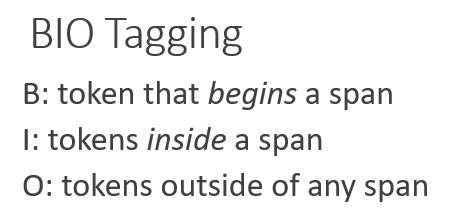 BIO Tagging
B: token that begins a span
I: tokens inside a span
O: tokens outside of any span